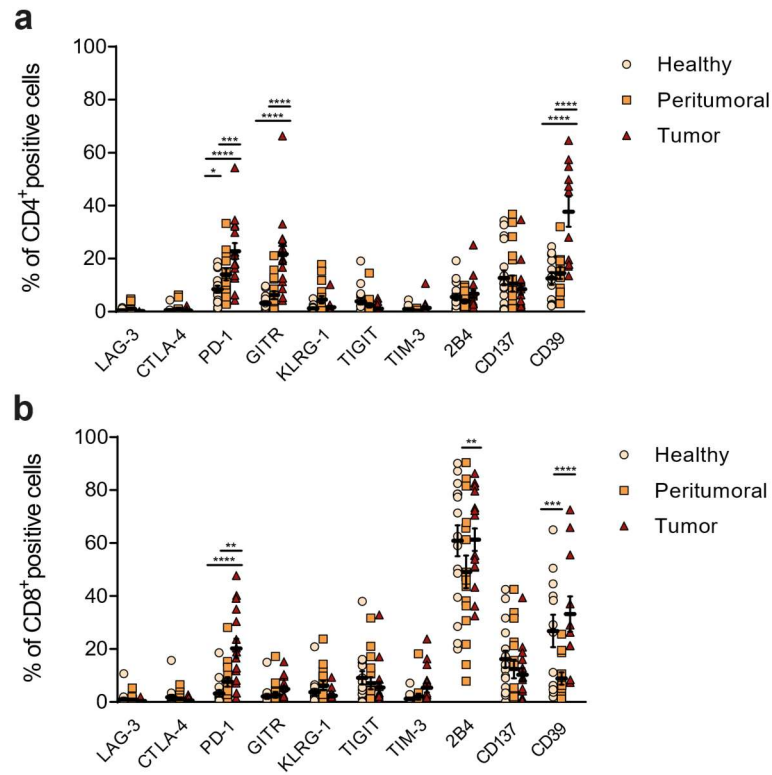 a
% of CD4+positive cells
100
80
60
40
20
0
****
****
***
****
*
****
****
LAG-3
CTLA-4
PD-1
GITR
KLRG-1
TIGIT
TIM-3
2B4
CD137
CD39
Healthy
Peritumoral
Tumor
b
% of CD8+positive cells
100
80
60
40
20
0
**
****
***
**
****
LAG-3
CTLA-4
PD-1
GITR
KLRG-1
TIGIT
TIM-3
2B4
CD137
CD39
Healthy
Peritumoral
Tumor